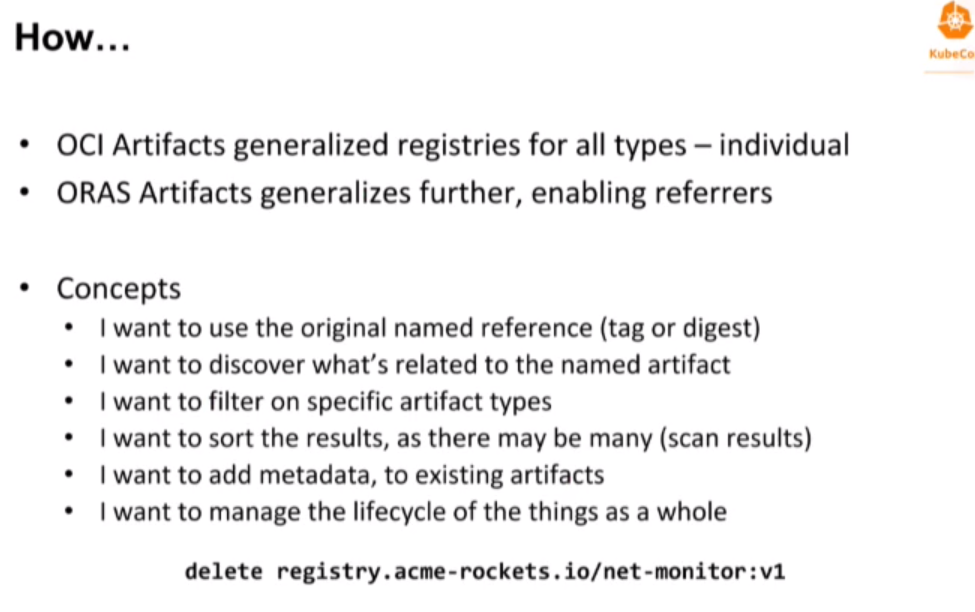 How...
KubeCo
• OCI Artifacts generalized registries for all types – individual
• ORAS Artifacts generalizes further, enabling referrers
• Concepts
• I want to use the original named reference (tag or digest)
• I want to discover what's related to the named artifact
• I want to filter on specific artifact types
• I want to sort the results, as there may be many (scan results)
• I want to add metadata, to existing artifacts
• I want to manage the lifecycle of the things as a whole
delete registry.acme-rockets.io/net-monitor:v1